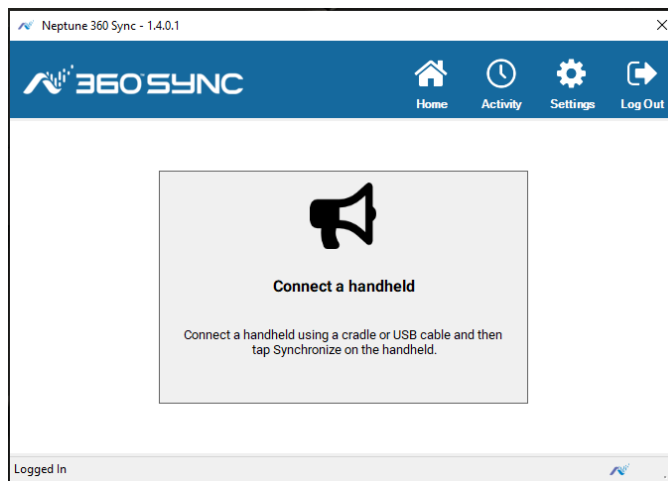 Neptune 360 Sync - 1.4.0.1
360™SYNC
Home
Activity
Settings
Log Out
Connect a handheld
Connect a handheld using a cradle or USB cable and then
tap Synchronize on the handheld.
Logged In